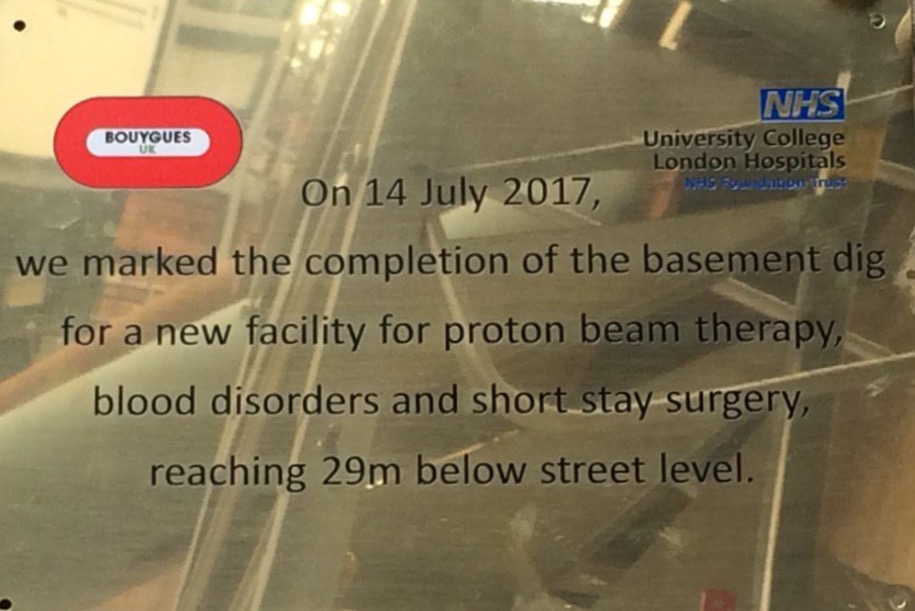 BOUYGUES
UK
NHS
University College
London Hospitals
NHS Foundation Trust
On 14 July 2017,
we marked the completion of the basement dig
for a new facility for proton beam therapy,
blood disorders and short stay surgery,
reaching 29m below street level.